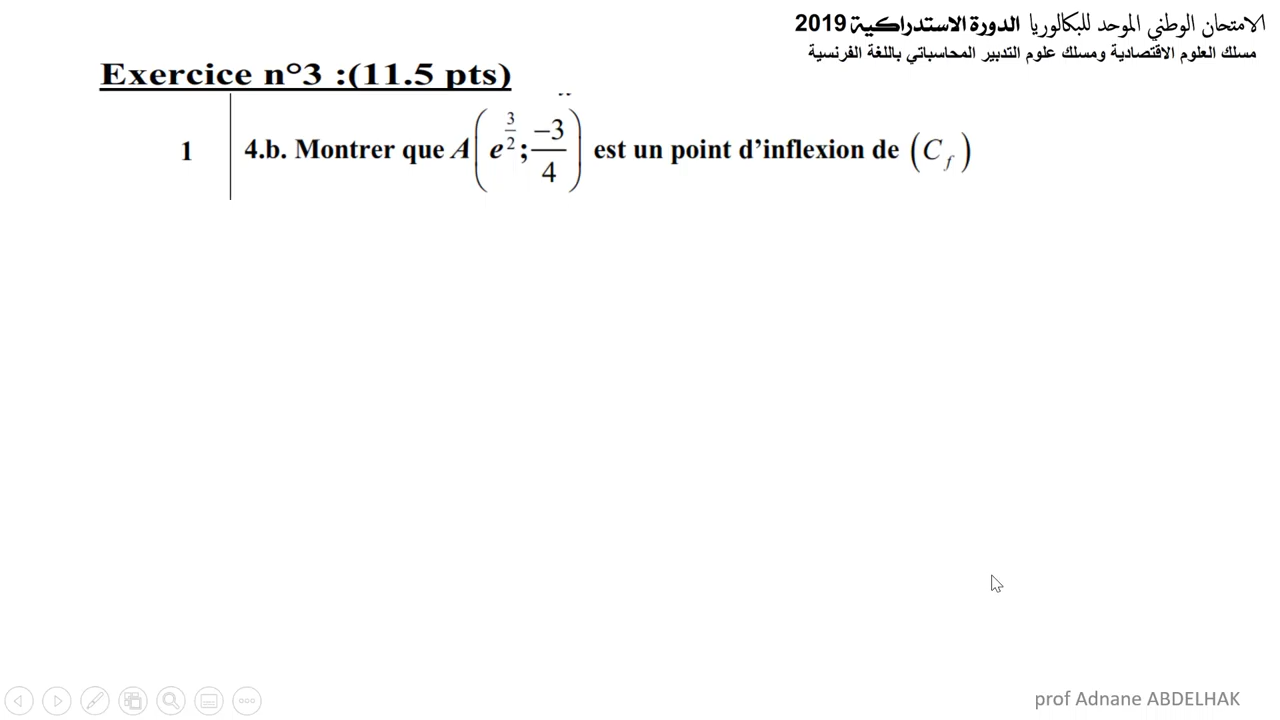 الامتحان الوطني الموحد للبكالوريا الدورة الاستدراكية 2019
مسلك العلوم الاقتصادية ومسلك علوم التدبير المحاسباتي باللغة الفرنسية
Exercice n°3 :(11.5 pts)
1 4.b. Montrer que A(e^{3/2};-3/4) est un point d’inflexion de (C_f)
prof Adnane ABDELHAK